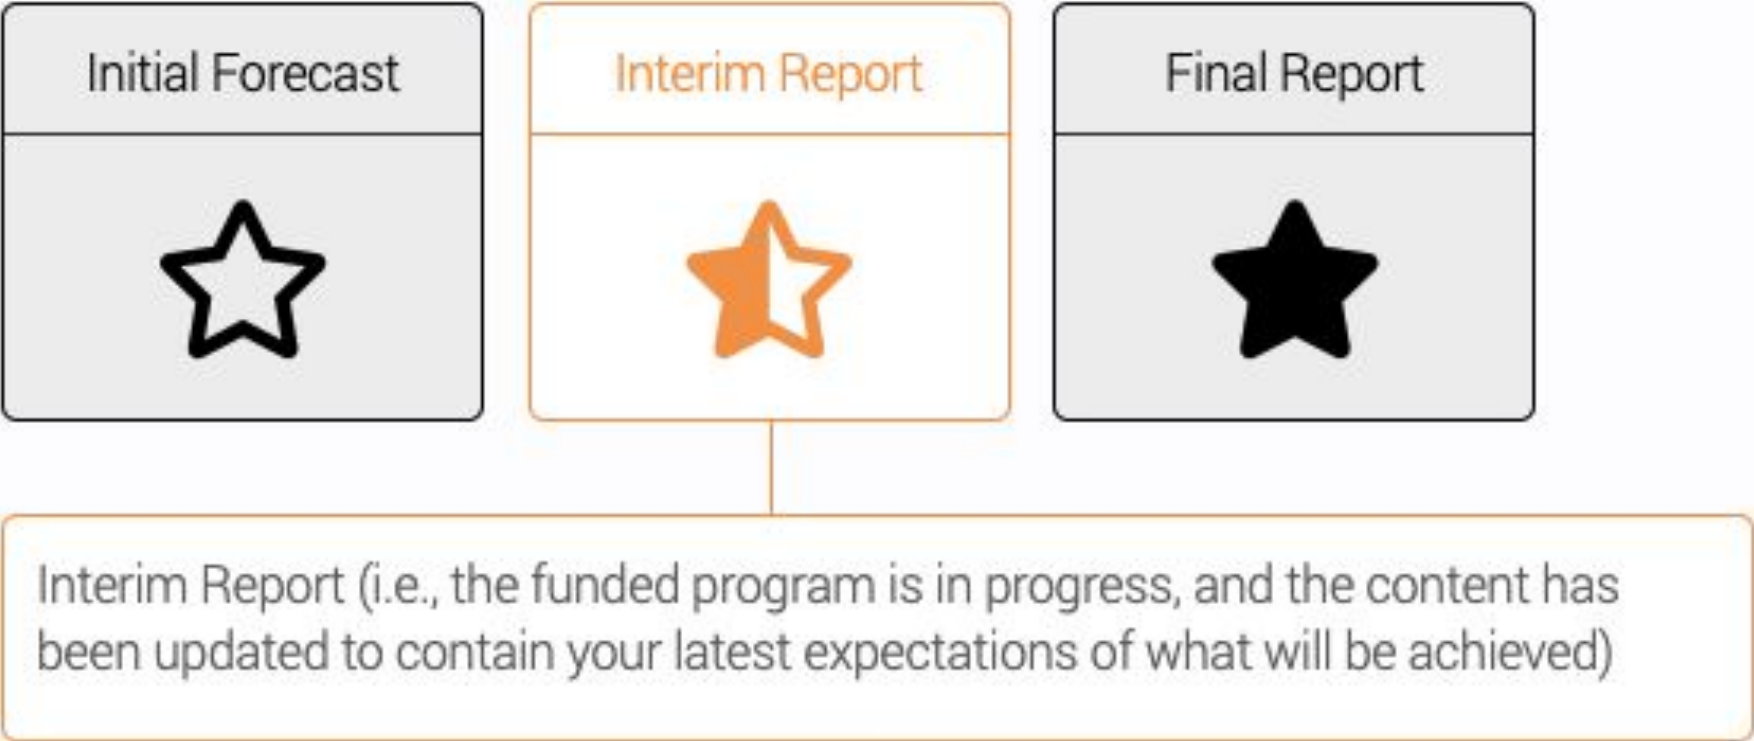 Initial Forecast
Interim Report
Final Report
Interim Report (i.e., the funded program is in progress, and the content has
been updated to contain your latest expectations of what will be achieved)